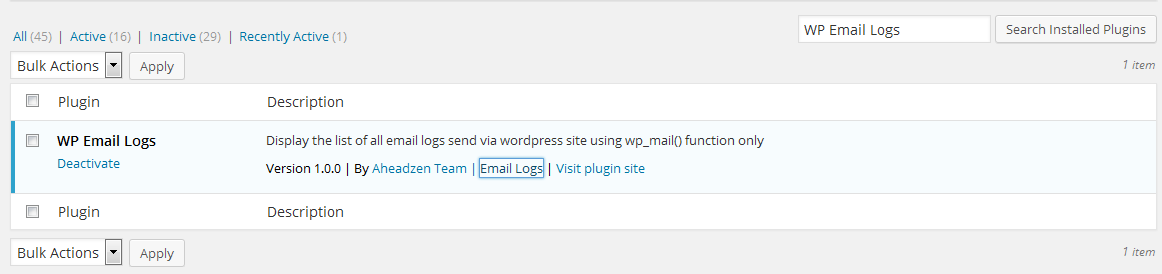 All (45) | Active (16) | Inactive (29) | Recently Active (1)
WP Email Logs Search Installed Plugins
Bulk Actions Apply
1 item
Plugin Description
WP Email Logs Display the list of all email logs send via wordpress site using wp_mail() function only
Deactivate Version 1.0.0 | By Aheadzen Team | Email Logs | Visit plugin site
Plugin Description
Bulk Actions Apply
1 item